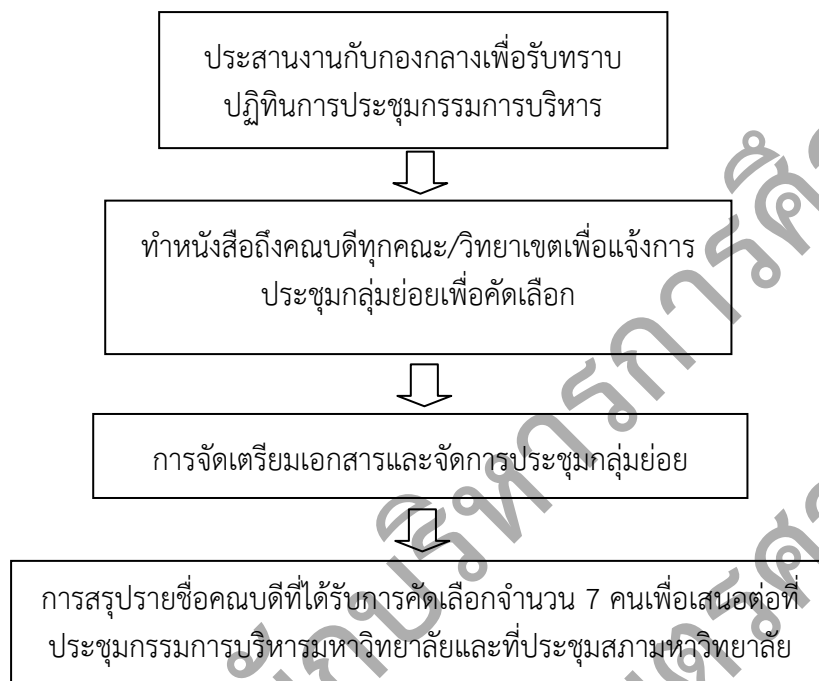 ประสานงานกับกองกลางเพื่อรับทราบ
ปฏิทินการประชุมกรรมการบริหาร
ทำหนังสือถึงคณบดีทุกคณะ/วิทยาเขตเพื่อแจ้งการ
ประชุมกลุ่มย่อยเพื่อคัดเลือก
การจัดเตรียมเอกสารและจัดการประชุมกลุ่มย่อย
การสรุปรายชื่อคณบดีที่ได้รับการคัดเลือกจำนวน 7 คนเพื่อเสนอต่อที่
ประชุมกรรมการบริหารมหาวิทยาลัยและที่ประชุมสภามหาวิทยาลัย